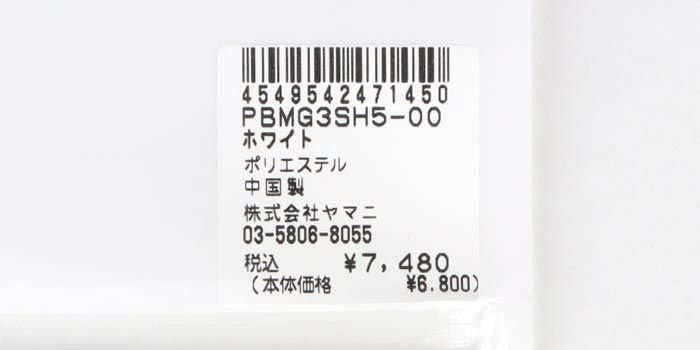 4549542471450
PBMG3SH5-00
ホワイト
ポリエステル
中国製
株式会社ヤマニ
03-5806-8055
税込 ¥7,480
(本体価格 ¥6.800)